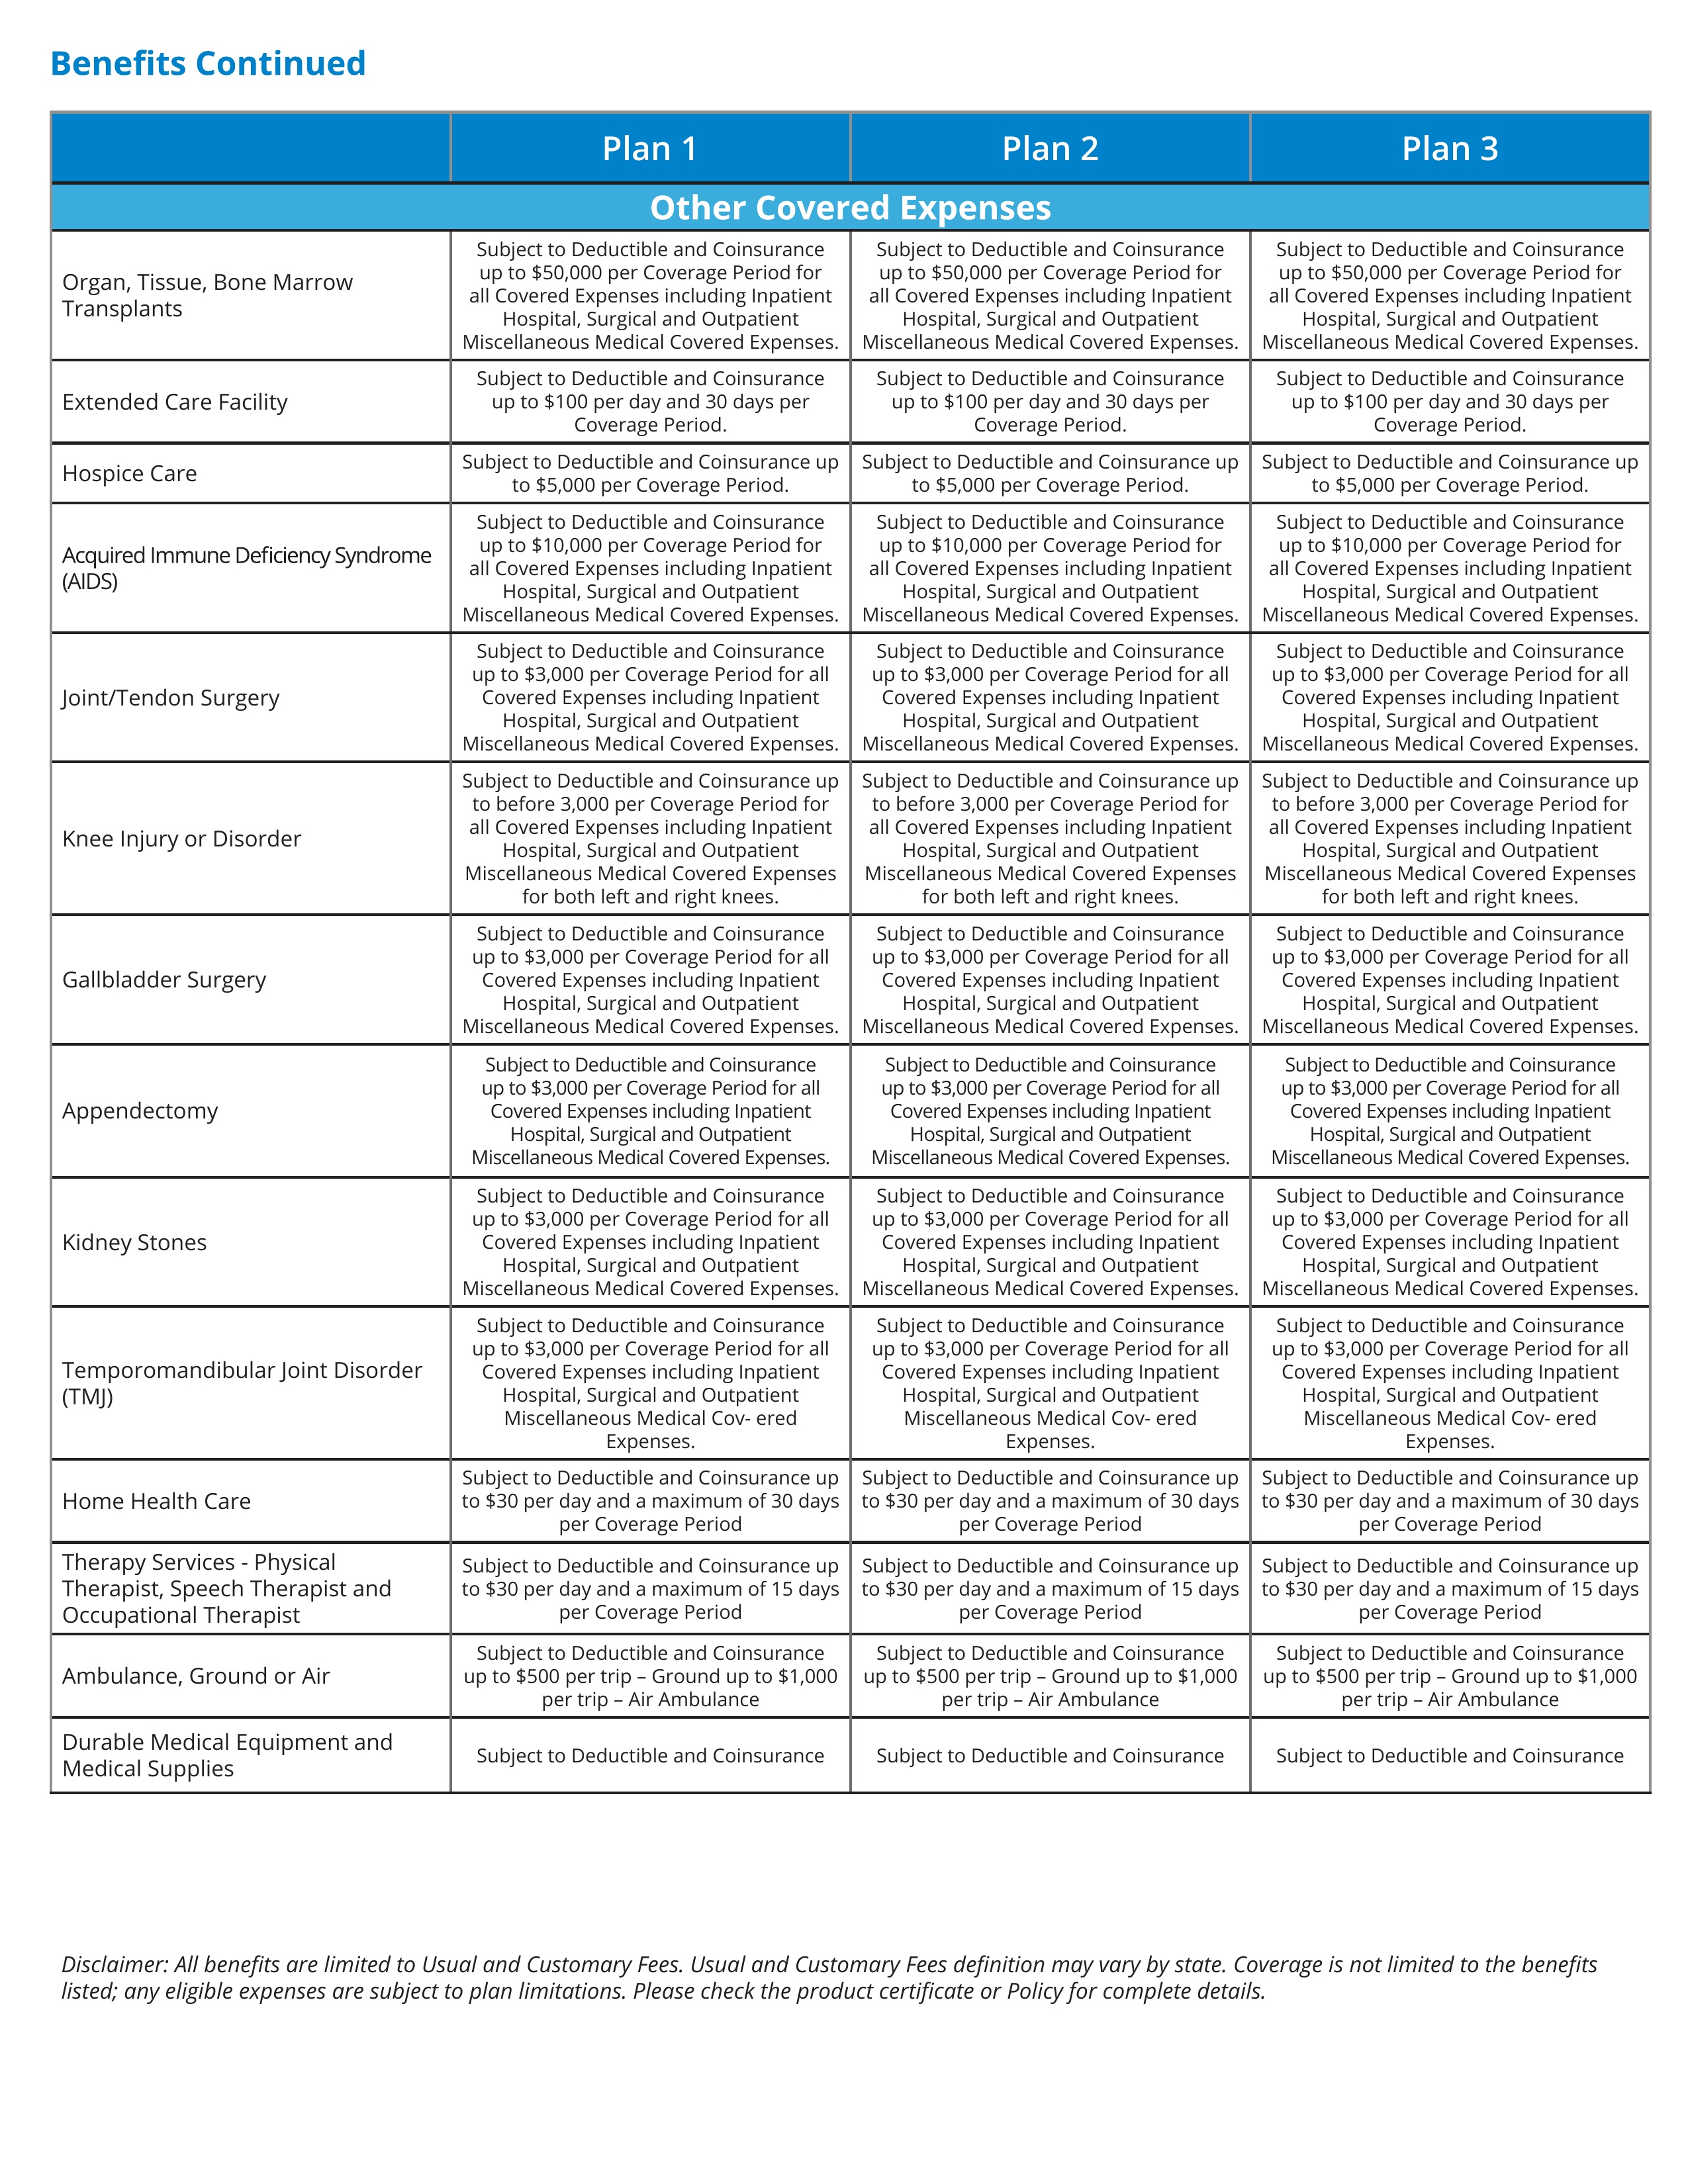 Benefits Continued
Plan 1
Plan 2
Plan 3
Other Covered Expenses
Organ, Tissue, Bone Marrow
Transplants
Subject to Deductible and Coinsurance
up to $50,000 per Coverage Period for
all Covered Expenses including Inpatient
Hospital, Surgical and Outpatient
Miscellaneous Medical Covered Expenses.
Subject to Deductible and Coinsurance
up to $50,000 per Coverage Period for
all Covered Expenses including Inpatient
Hospital, Surgical and Outpatient
Miscellaneous Medical Covered Expenses.
Subject to Deductible and Coinsurance
up to $50,000 per Coverage Period for
all Covered Expenses including Inpatient
Hospital, Surgical and Outpatient
Miscellaneous Medical Covered Expenses.
Extended Care Facility
Subject to Deductible and Coinsurance
up to $100 per day and 30 days per
Coverage Period.
Subject to Deductible and Coinsurance
up to $100 per day and 30 days per
Coverage Period.
Subject to Deductible and Coinsurance
up to $100 per day and 30 days per
Coverage Period.
Hospice Care
Subject to Deductible and Coinsurance up
to $5,000 per Coverage Period.
Subject to Deductible and Coinsurance up
to $5,000 per Coverage Period.
Subject to Deductible and Coinsurance up
to $5,000 per Coverage Period.
Acquired Immune Deficiency Syndrome
(AIDS)
Subject to Deductible and Coinsurance
up to $10,000 per Coverage Period for
all Covered Expenses including Inpatient
Hospital, Surgical and Outpatient
Miscellaneous Medical Covered Expenses.
Subject to Deductible and Coinsurance
up to $10,000 per Coverage Period for
all Covered Expenses including Inpatient
Hospital, Surgical and Outpatient
Miscellaneous Medical Covered Expenses.
Subject to Deductible and Coinsurance
up to $10,000 per Coverage Period for
all Covered Expenses including Inpatient
Hospital, Surgical and Outpatient
Miscellaneous Medical Covered Expenses.
Joint/Tendon Surgery
Subject to Deductible and Coinsurance
up to $3,000 per Coverage Period for all
Covered Expenses including Inpatient
Hospital, Surgical and Outpatient
Miscellaneous Medical Covered Expenses.
Subject to Deductible and Coinsurance
up to $3,000 per Coverage Period for all
Covered Expenses including Inpatient
Hospital, Surgical and Outpatient
Miscellaneous Medical Covered Expenses.
Subject to Deductible and Coinsurance
up to $3,000 per Coverage Period for all
Covered Expenses including Inpatient
Hospital, Surgical and Outpatient
Miscellaneous Medical Covered Expenses.
Knee Injury or Disorder
Subject to Deductible and Coinsurance up
to before 3,000 per Coverage Period for
all Covered Expenses including Inpatient
Hospital, Surgical and Outpatient
Miscellaneous Medical Covered Expenses
for both left and right knees.
Subject to Deductible and Coinsurance up
to before 3,000 per Coverage Period for
all Covered Expenses including Inpatient
Hospital, Surgical and Outpatient
Miscellaneous Medical Covered Expenses
for both left and right knees.
Subject to Deductible and Coinsurance up
to before 3,000 per Coverage Period for
all Covered Expenses including Inpatient
Hospital, Surgical and Outpatient
Miscellaneous Medical Covered Expenses
for both left and right knees.
Gallbladder Surgery
Subject to Deductible and Coinsurance
up to $3,000 per Coverage Period for all
Covered Expenses including Inpatient
Hospital, Surgical and Outpatient
Miscellaneous Medical Covered Expenses.
Subject to Deductible and Coinsurance
up to $3,000 per Coverage Period for all
Covered Expenses including Inpatient
Hospital, Surgical and Outpatient
Miscellaneous Medical Covered Expenses.
Subject to Deductible and Coinsurance
up to $3,000 per Coverage Period for all
Covered Expenses including Inpatient
Hospital, Surgical and Outpatient
Miscellaneous Medical Covered Expenses.
Appendectomy
Subject to Deductible and Coinsurance
up to $3,000 per Coverage Period for all
Covered Expenses including Inpatient
Hospital, Surgical and Outpatient
Miscellaneous Medical Covered Expenses.
Subject to Deductible and Coinsurance
up to $3,000 per Coverage Period for all
Covered Expenses including Inpatient
Hospital, Surgical and Outpatient
Miscellaneous Medical Covered Expenses.
Subject to Deductible and Coinsurance
up to $3,000 per Coverage Period for all
Covered Expenses including Inpatient
Hospital, Surgical and Outpatient
Miscellaneous Medical Covered Expenses.
Kidney Stones
Subject to Deductible and Coinsurance
up to $3,000 per Coverage Period for all
Covered Expenses including Inpatient
Hospital, Surgical and Outpatient
Miscellaneous Medical Covered Expenses.
Subject to Deductible and Coinsurance
up to $3,000 per Coverage Period for all
Covered Expenses including Inpatient
Hospital, Surgical and Outpatient
Miscellaneous Medical Covered Expenses.
Subject to Deductible and Coinsurance
up to $3,000 per Coverage Period for all
Covered Expenses including Inpatient
Hospital, Surgical and Outpatient
Miscellaneous Medical Covered Expenses.
Temporomandibular Joint Disorder
(TMJ)
Subject to Deductible and Coinsurance
up to $3,000 per Coverage Period for all
Covered Expenses including Inpatient
Hospital, Surgical and Outpatient
Miscellaneous Medical Cov- ered
Expenses.
Subject to Deductible and Coinsurance
up to $3,000 per Coverage Period for all
Covered Expenses including Inpatient
Hospital, Surgical and Outpatient
Miscellaneous Medical Cov- ered
Expenses.
Subject to Deductible and Coinsurance
up to $3,000 per Coverage Period for all
Covered Expenses including Inpatient
Hospital, Surgical and Outpatient
Miscellaneous Medical Cov- ered
Expenses.
Home Health Care
Subject to Deductible and Coinsurance up
to $30 per day and a maximum of 30 days
per Coverage Period
Subject to Deductible and Coinsurance up
to $30 per day and a maximum of 30 days
per Coverage Period
Subject to Deductible and Coinsurance up
to $30 per day and a maximum of 30 days
per Coverage Period
Therapy Services - Physical
Therapist, Speech Therapist and
Occupational Therapist
Subject to Deductible and Coinsurance up
to $30 per day and a maximum of 15 days
per Coverage Period
Subject to Deductible and Coinsurance up
to $30 per day and a maximum of 15 days
per Coverage Period
Subject to Deductible and Coinsurance up
to $30 per day and a maximum of 15 days
per Coverage Period
Ambulance, Ground or Air
Subject to Deductible and Coinsurance
up to $500 per trip – Ground up to $1,000
per trip – Air Ambulance
Subject to Deductible and Coinsurance
up to $500 per trip – Ground up to $1,000
per trip – Air Ambulance
Subject to Deductible and Coinsurance
up to $500 per trip – Ground up to $1,000
per trip – Air Ambulance
Durable Medical Equipment and
Medical Supplies
Subject to Deductible and Coinsurance
Subject to Deductible and Coinsurance
Subject to Deductible and Coinsurance
Disclaimer: All benefits are limited to Usual and Customary Fees. Usual and Customary Fees definition may vary by state. Coverage is not limited to the benefits
listed; any eligible expenses are subject to plan limitations. Please check the product certificate or Policy for complete details.